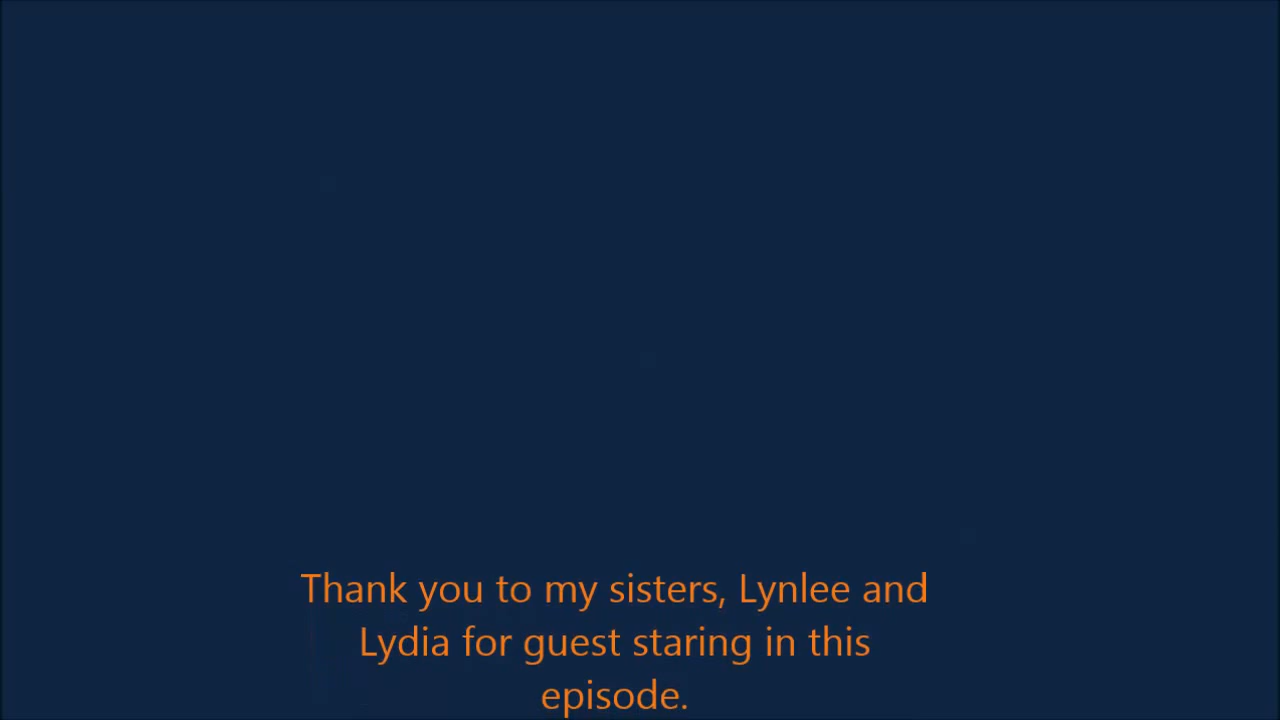 Thank you to my sisters, Lynlee and
Lydia for guest staring in this
episode.